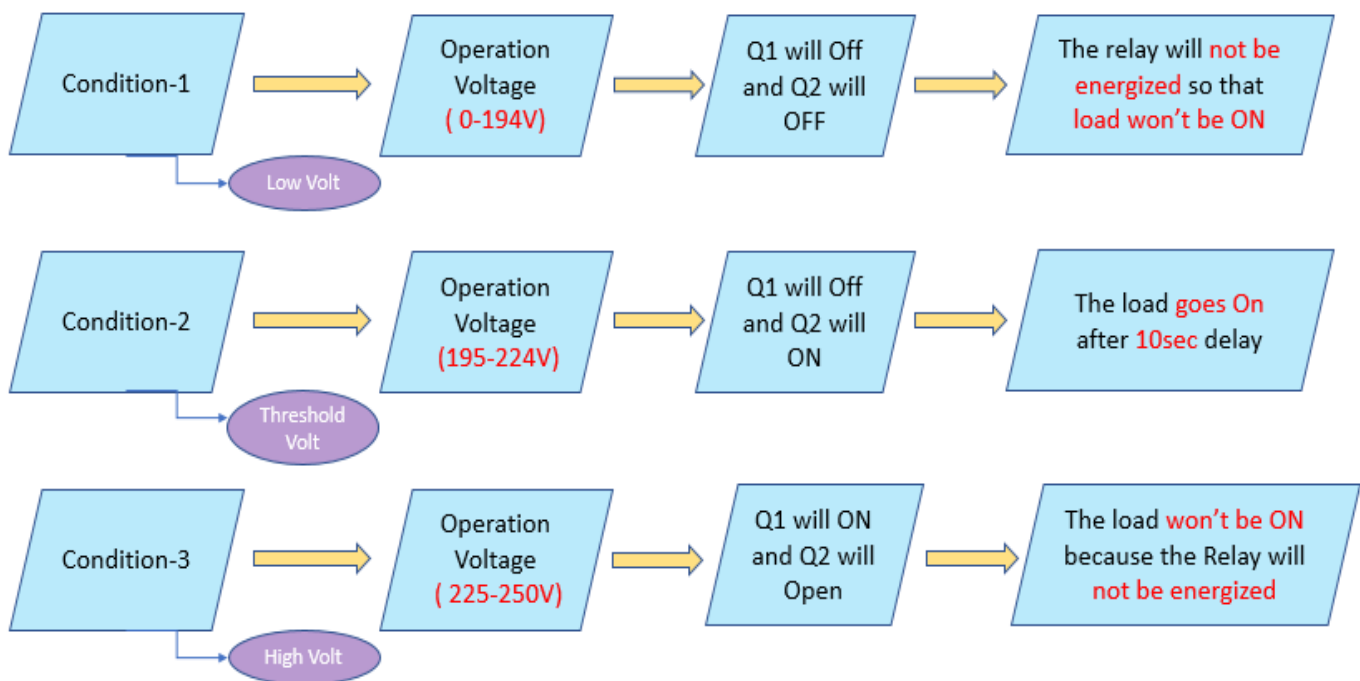 Condition-1
Operation
Voltage
( 0-194V)
Q1 will Off
and Q2 will
OFF
The relay will not be
energized so that
load won't be ON
Low Volt
Condition-2
Operation
Voltage
(195-224V)
Q1 will Off
and Q2 will
ON
The load goes On
after 10sec delay
Threshold
Volt
Condition-3
Operation
Voltage
( 225-250V)
Q1 will ON
and Q2 will
Open
The load won't be ON
because the Relay will
not be energized
High Volt